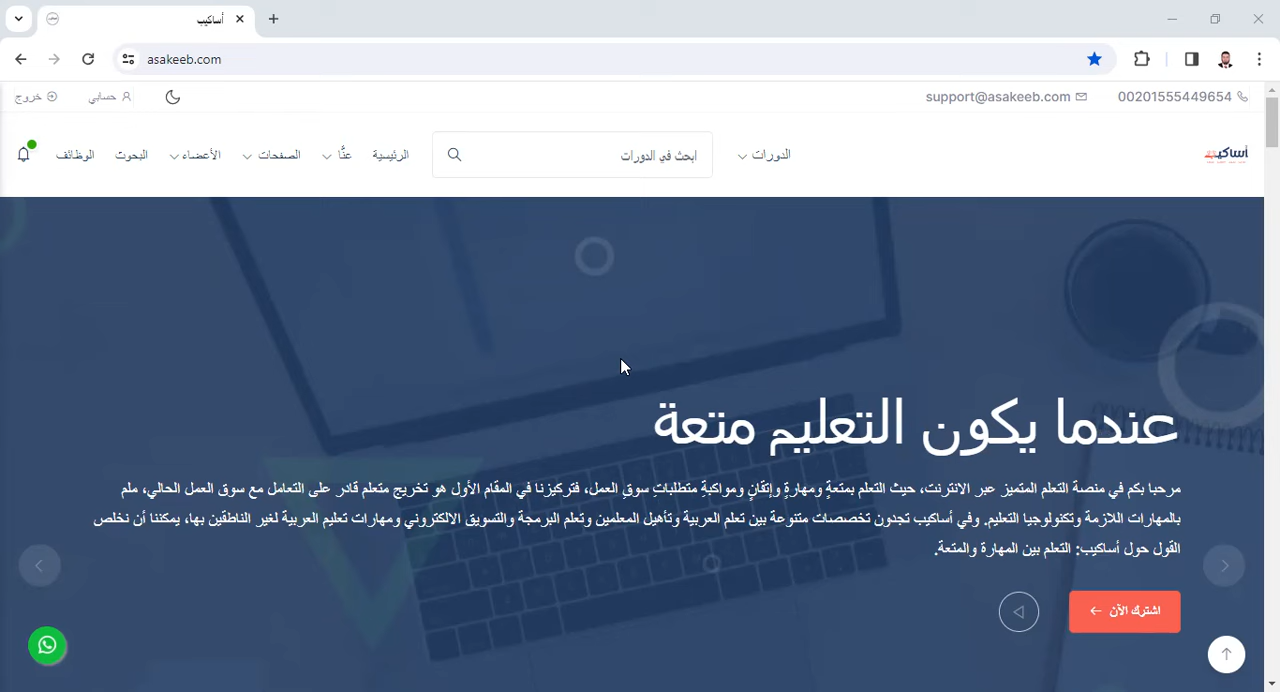 أساكيب
asakeeb.com
00201555449654
support@asakeeb.com
حسابي
خروج
أساكيب
الدورات
ابحث في الدورات
الرئيسية
عنَّا
الصفحات
الأعضاء
البحوث
الوظائف
عندما يكون التعليم متعة
مرحبا بكم في منصة التعلم المتميز عبر الانترنت، حيث التعلم بمتعةٍ ومهارةٍ وإتقانٍ ومواكبةِ متطلباتِ سوقِ العمل، فتركيزنا في المقام الأول هو تخريج متعلم قادر على التعامل مع سوق العمل الحالي، ملم
بالمهارات اللازمة وتكنولوجيا التعليم. وفي أساكيب تجدون تخصصات متنوعة بين تعلم العربية وتأهيل المعلمين وتعلم البرمجة والتسويق الالكتروني ومهارات تعليم العربية لغير الناطقين بها، يمكننا أن نخلص
القول حول أساكيب: التعلم بين المهارة والمتعة.
اشترك الآن